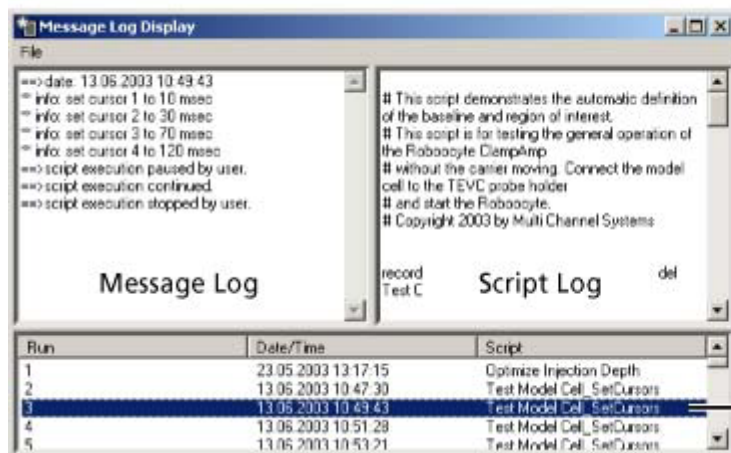 Message Log Display
File
==>date: 13.06.2003 10:49:43
** info: set cursor 1 to 10 msec
** info: set cursor 2 to 30 msec
** info: set cursor 3 to 70 msec
** info: set cursor 4 to 120 msec
==>script execution paused by user.
==>script execution continued.
==>script execution stopped by user.
Message Log
# This script demonstrates the automatic definition
of the baseline and region of interest.
# This script is for testing the general operation of
the Roboocyte ClampAmp
# without the carrier moving. Connect the model
cell to the TEVC probe holder
# and start the Roboocyte.
# Copyright 2003 by Multi Channel Systems
record del
Test C
Script Log
Run Date/Time Script
1 23.05.2003 13:17:15 Optimize Injection Depth
2 13.06.2003 10:47:30 Test Model Cell_SetCursors
3 13.06.2003 10:49:43 Test Model Cell_SetCursors
4 13.06.2003 10:51:28 Test Model Cell_SetCursors
5 13.06.2003 10:53:21 Test Model Cell_SetCursors